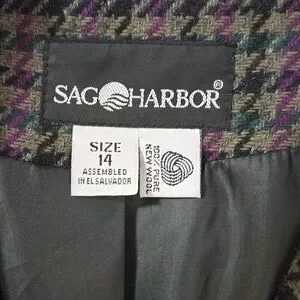 SAG HARBOR
®
SIZE
14
ASSEMBLED
IN EL SALVADOR
100% PURE
NEW WOOL